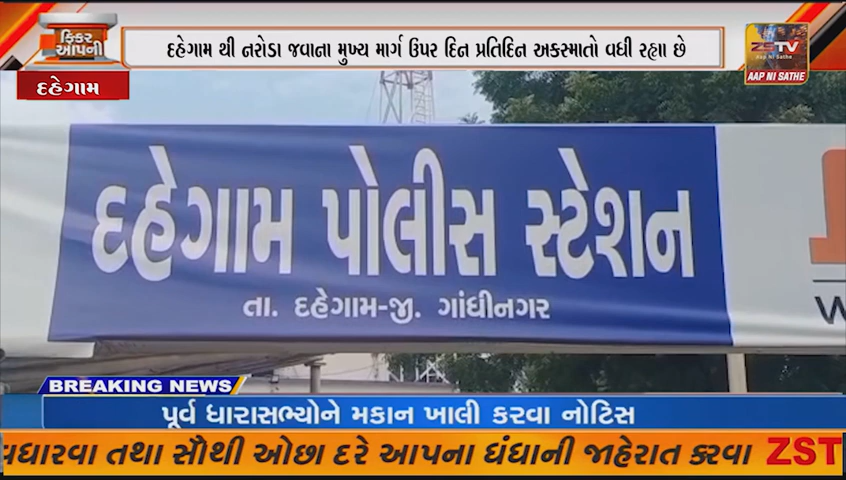 ફિકર આપની
દહેગામ થી નરોડા જવાના મુખ્ય માર્ગ ઉપર દિન પ્રતિદિન અકસ્માતો વધી રહ્યા છે
ZSTV
AAP NI SATHE
દહેગામ
દહેગામ પોલીસ સ્ટેશન
તા. દહેગામ-જી. ગાંધીનગર
W
BREAKING NEWS
પૂર્વ ધારાસભ્યોને મકાન ખાલી કરવા નોટિસ
વધારવા તથા સૌથી ઓછા દરે આપના ધંધાની જાહેરાત કરવા ZST